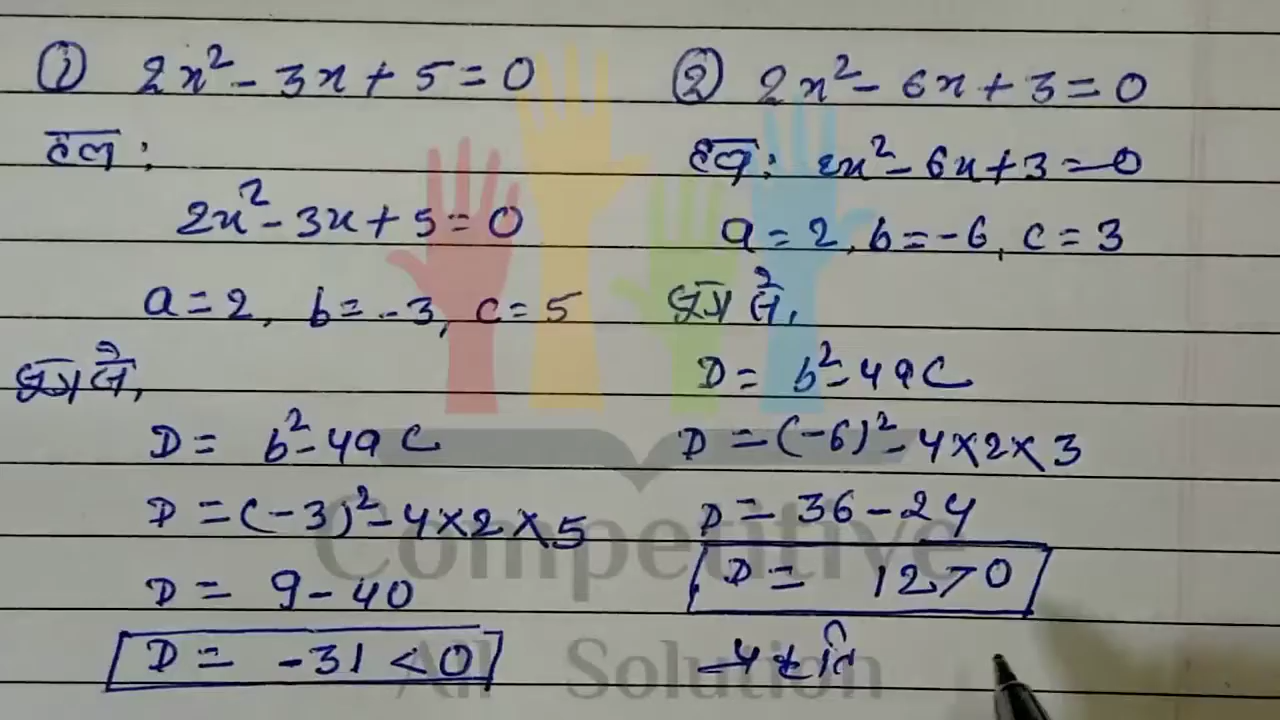 ① 2x² - 3x + 5 = 0
हल :
2x² - 3x + 5 = 0
a = 2, b = -3, c = 5
सूत्र से,
D = b² - 4ac
D = (-3)² - 4×2×5
D = 9 - 40
D = -31 < 0
② 2x² - 6x + 3 = 0
हल : 2x² - 6x + 3 = 0
a = 2, b = -6, c = 3
सूत्र से,
D = b² - 4ac
D = (-6)² - 4×2×3
D = 36 - 24
D = 12 > 0
Competitive
All Solution